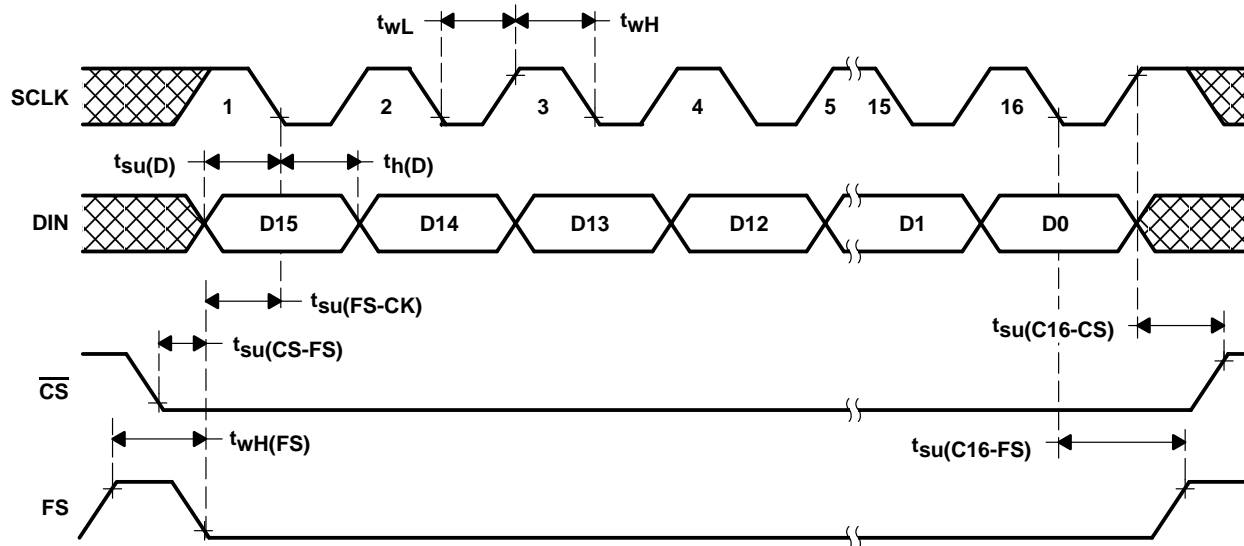 twL twH
SCLK 1 2 3 4 5 15 16
tsu(D) th(D)
DIN D15 D14 D13 D12 D1 D0
tsu(FS-CK)
tsu(C16-CS)
tsu(CS-FS)
CS
twH(FS)
tsu(C16-FS)
FS